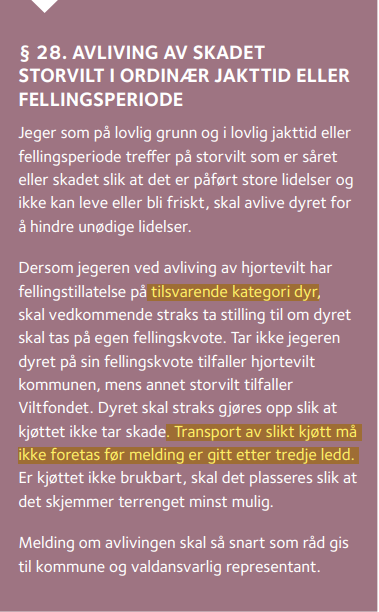 § 28. AVLIVING AV SKADET
STORVILT I ORDINÆR JAKTTID ELLER
FELLINGSPERIODE
Jeger som på lovlig grunn og i lovlig jakttid eller
fellingsperiode treffer på storvilt som er såret
eller skadet slik at det er påført store lidelser og
ikke kan leve eller bli friskt, skal avlive dyret for
å hindre unødige lidelser.
Dersom jegeren ved avliving av hjortevilt har
fellingstillatelse på tilsvarende kategori dyr,
skal vedkommende straks ta stilling til om dyret
skal tas på egen fellingskvote. Tar ikke jegeren
dyret på sin fellingskvote tilfaller hjortevilt
kommunen, mens annet storvilt tilfaller
Viltfondet. Dyret skal straks gjøres opp slik at
kjøttet ikke tar skade. Transport av slikt kjøtt må
ikke foretas før melding er gitt etter tredje ledd.
Er kjøttet ikke brukbart, skal det plasseres slik at
det skjemmer terrenget minst mulig.
Melding om avlivingen skal så snart som råd gis
til kommune og valdansvarlig representant.